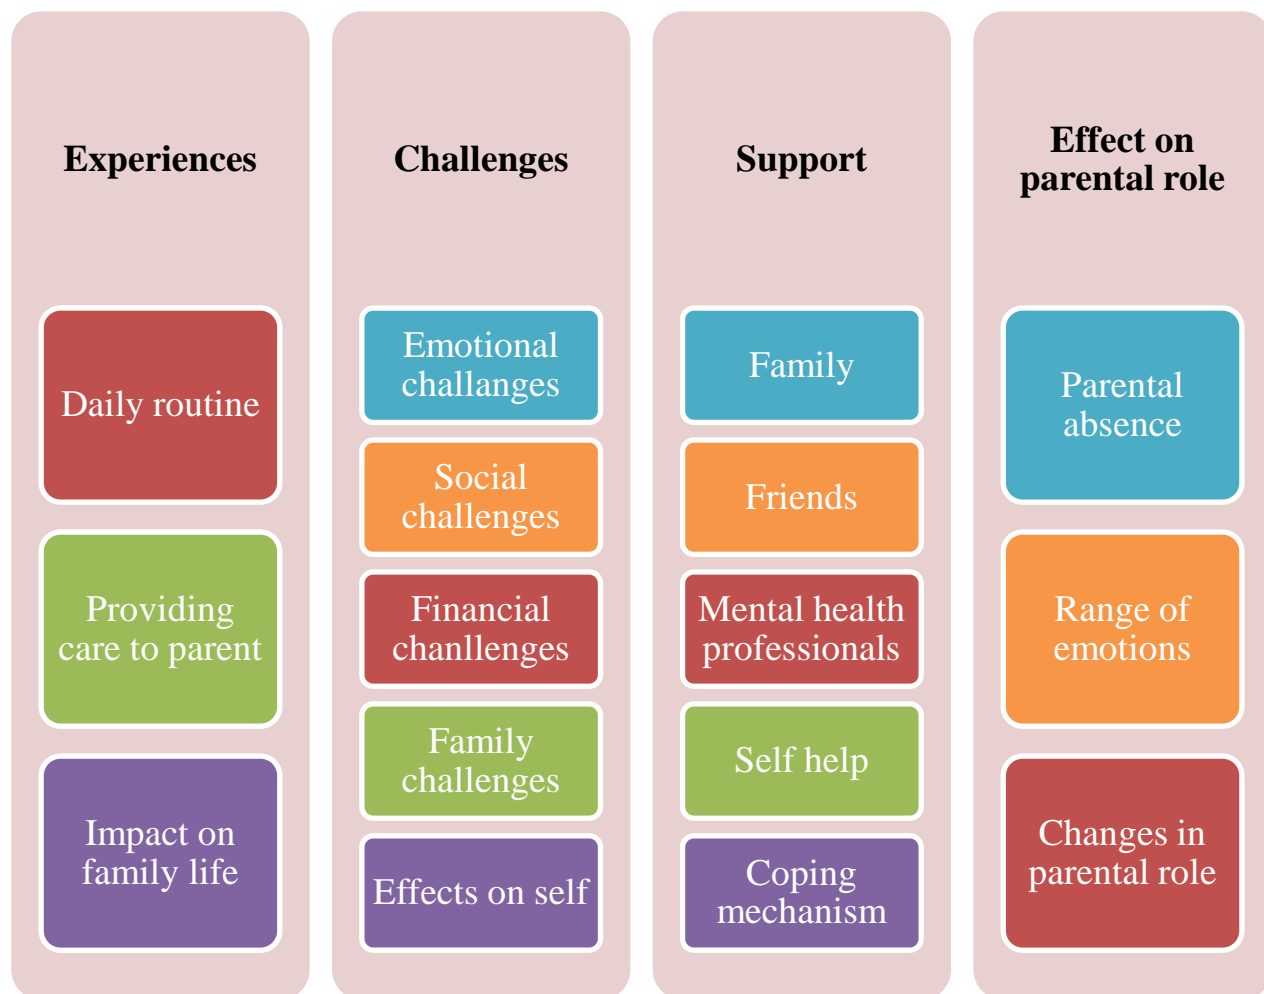 Experiences
Daily routine
Providing
care to parent
Impact on
family life
Challenges
Emotional
challanges
Social
challenges
Financial
chanllenges
Family
challenges
Effects on self
Support
Family
Friends
Mental health
professionals
Self help
Coping
mechanism
Effect on
parental role
Parental
absence
Range of
emotions
Changes in
parental role